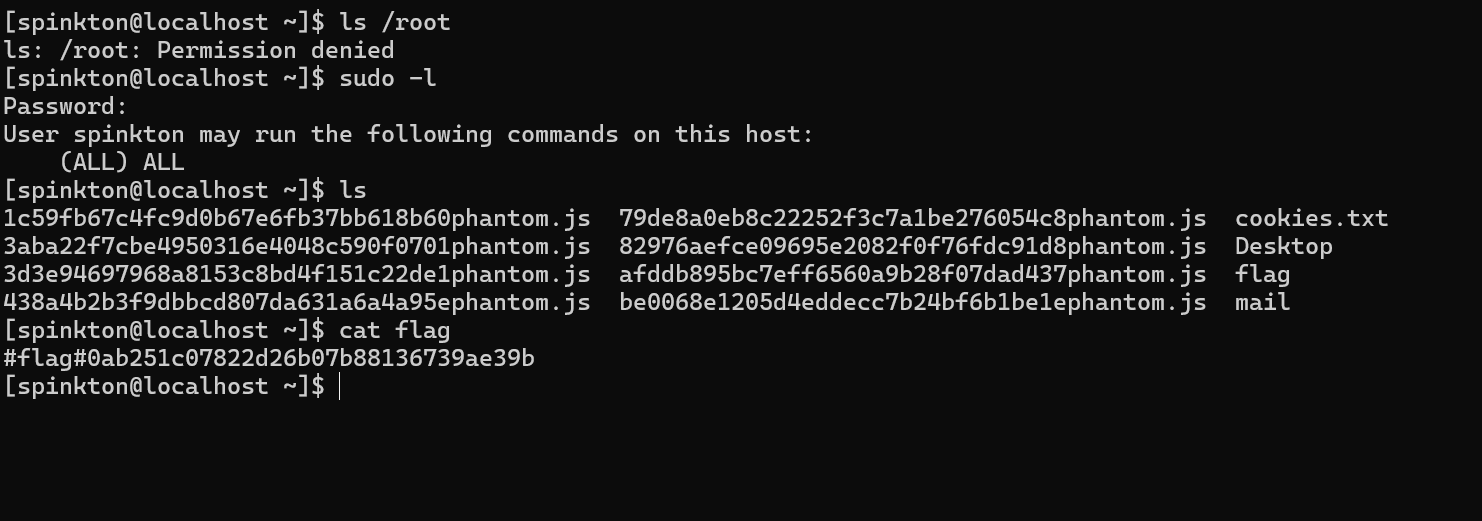 [spinkton@localhost ~]$ ls /root
ls: /root: Permission denied
[spinkton@localhost ~]$ sudo -l
Password:
User spinkton may run the following commands on this host:
    (ALL) ALL
[spinkton@localhost ~]$ ls
1c59fb67c4fc9d0b67e6fb37bb618b60phantom.js  79de8a0eb8c22252f3c7a1be276054c8phantom.js  cookies.txt
3aba22f7cbe4950316e4048c590f0701phantom.js  82976aefce09695e2082f0f76fdc91d8phantom.js  Desktop
3d3e94697968a8153c8bd4f151c22de1phantom.js  afddb895bc7eff6560a9b28f07dad437phantom.js  flag
438a4b2b3f9dbbcd807da631a6a4a95ephantom.js  be0068e1205d4eddecc7b24bf6b1be1ephantom.js  mail
[spinkton@localhost ~]$ cat flag
#flag#0ab251c07822d26b07b88136739ae39b
[spinkton@localhost ~]$